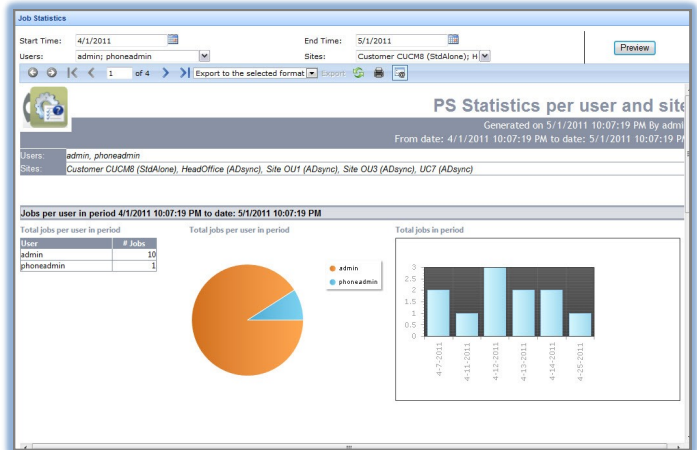 Job Statistics
Start Time: 4/1/2011 End Time: 5/1/2011
Users: admin; phoneadmin Sites: Customer CUCM8 (StdAlone); H
Preview
1 of 4 Export to the selected format Export
PS Statistics per user and site
Generated on 5/1/2011 10:07:19 PM By admi
From date: 4/1/2011 10:07:19 PM to date: 5/1/2011 10:07:19 PM
Users: admin, phoneadmin
Sites: Customer CUCM8 (StdAlone), HeadOffice (ADsync), Site OU1 (ADsync), Site OU3 (ADsync), UC7 (ADsync)
Jobs per user in period 4/1/2011 10:07:19 PM to date: 5/1/2011 10:07:19 PM
Total jobs per user in period
User # Jobs
admin 10
phoneadmin 1
Total jobs per user in period
admin
phoneadmin
Total jobs in period
3
2.5
2
1.5
1
0.5
0
4-7-2011
4-11-2011
4-12-2011
4-13-2011
4-14-2011
4-25-2011